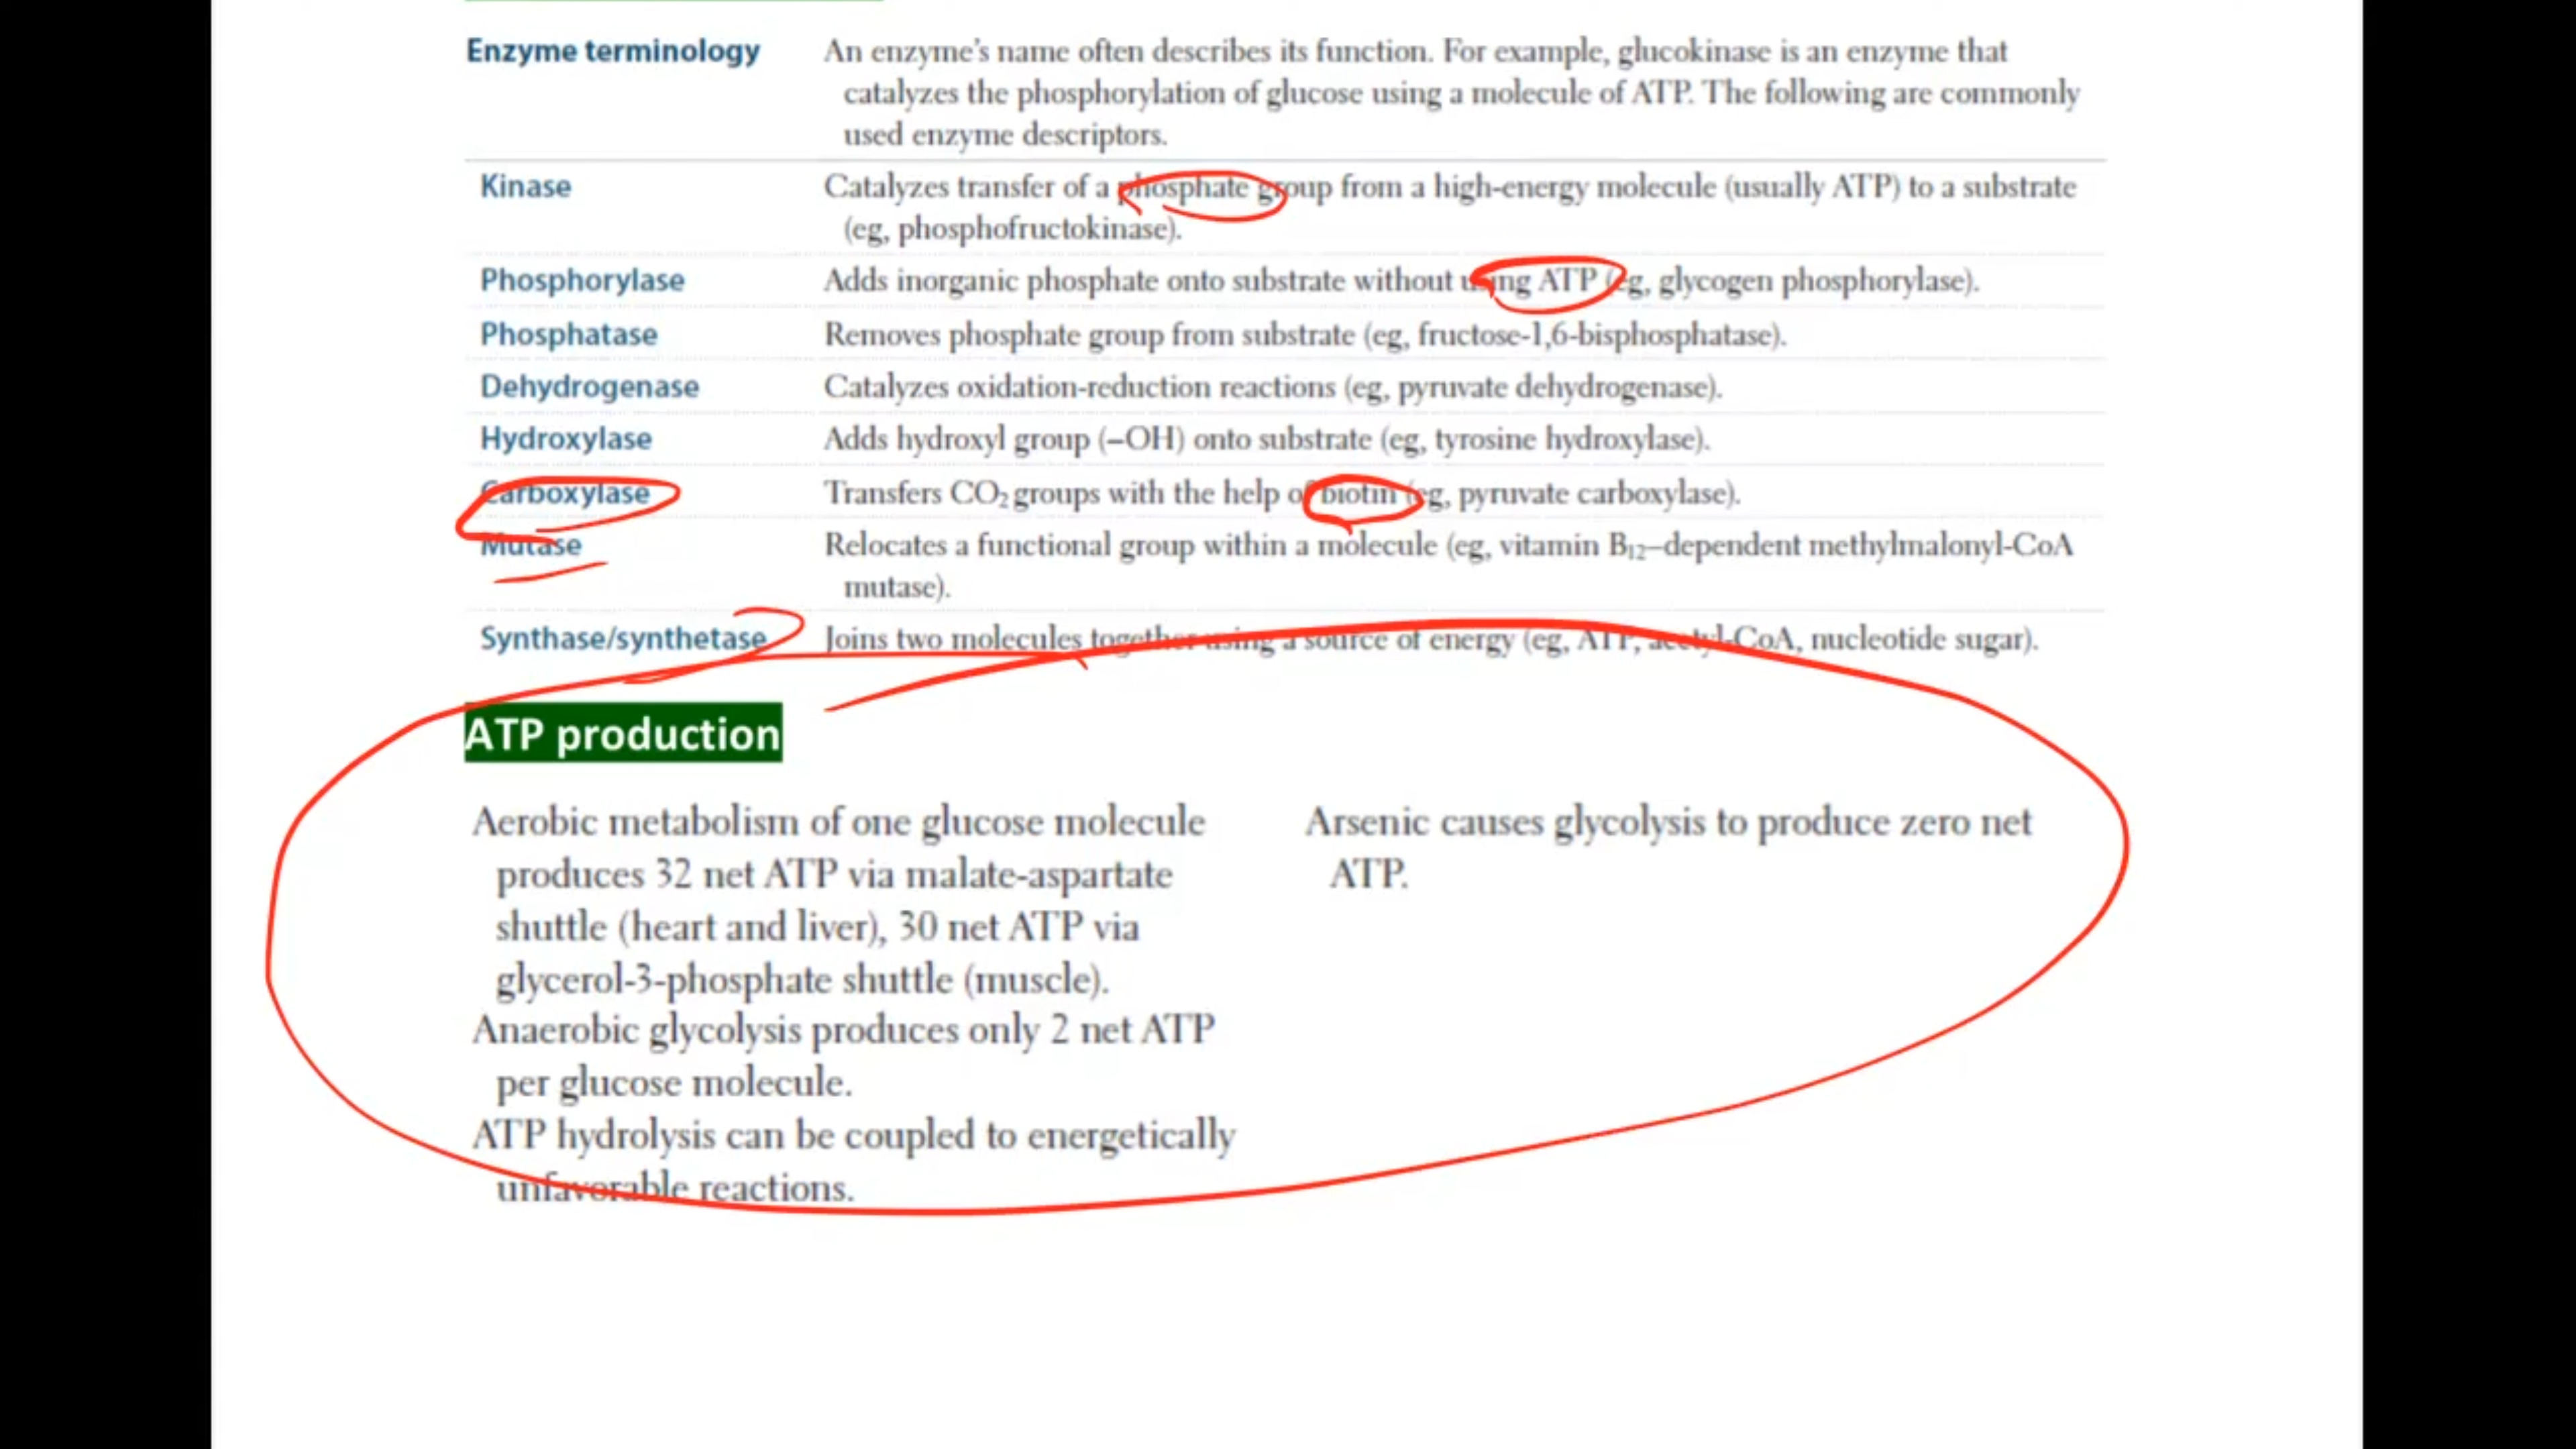 Enzyme terminology
An enzyme's name often describes its function. For example, glucokinase is an enzyme that
catalyzes the phosphorylation of glucose using a molecule of ATP. The following are commonly
used enzyme descriptors.
Kinase
Catalyzes transfer of a phosphate group from a high-energy molecule (usually ATP) to a substrate
(eg, phosphofructokinase).
Phosphorylase
Adds inorganic phosphate onto substrate without using ATP (eg, glycogen phosphorylase).
Phosphatase
Removes phosphate group from substrate (eg, fructose-1,6-bisphosphatase).
Dehydrogenase
Catalyzes oxidation-reduction reactions (eg, pyruvate dehydrogenase).
Hydroxylase
Adds hydroxyl group (–OH) onto substrate (eg, tyrosine hydroxylase).
Carboxylase
Transfers CO₂ groups with the help of biotin (eg, pyruvate carboxylase).
Mutase
Relocates a functional group within a molecule (eg, vitamin B₁₂–dependent methylmalonyl-CoA
mutase).
Synthase/synthetase
Joins two molecules together using a source of energy (eg, ATP, acetyl-CoA, nucleotide sugar).
ATP production
Aerobic metabolism of one glucose molecule
produces 32 net ATP via malate-aspartate
shuttle (heart and liver), 30 net ATP via
glycerol-3-phosphate shuttle (muscle).
Anaerobic glycolysis produces only 2 net ATP
per glucose molecule.
ATP hydrolysis can be coupled to energetically
unfavorable reactions.
Arsenic causes glycolysis to produce zero net
ATP.